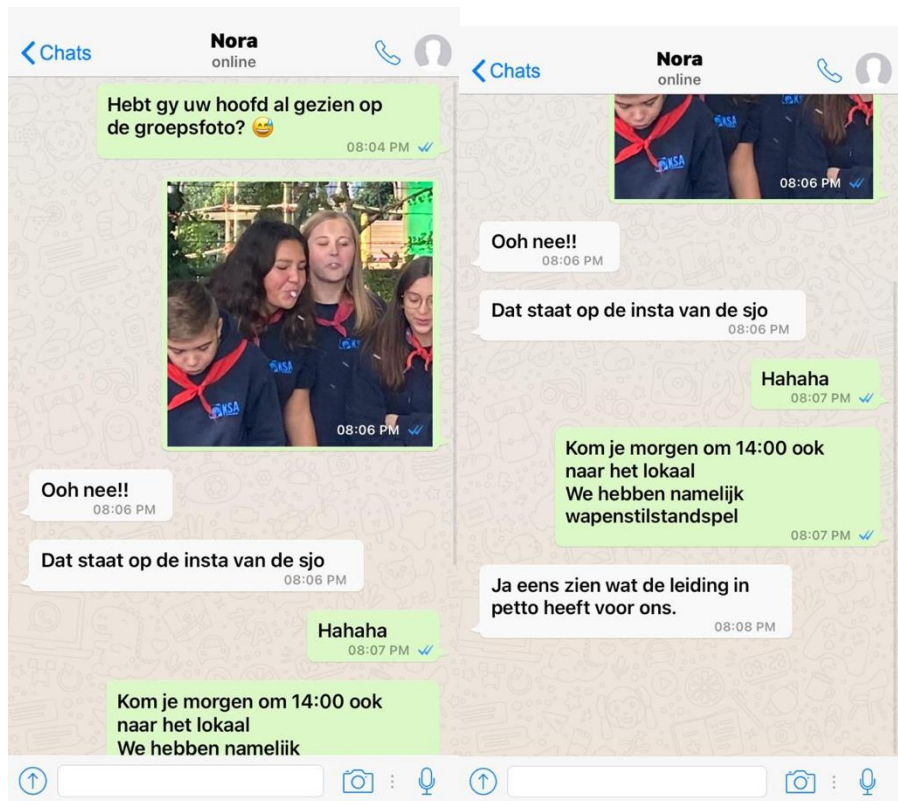 Chats
Nora
online
Hebt gy uw hoofd al gezien op
de groepsfoto? 😅
08:04 PM
KSA
KSA
KSA
08:06 PM
Ooh nee!!
08:06 PM
Dat staat op de insta van de sjo
08:06 PM
Hahaha
08:07 PM
Kom je morgen om 14:00 ook
naar het lokaal
We hebben namelijk
Chats
Nora
online
KSA
KSA
08:06 PM
Ooh nee!!
08:06 PM
Dat staat op de insta van de sjo
08:06 PM
Hahaha
08:07 PM
Kom je morgen om 14:00 ook
naar het lokaal
We hebben namelijk
wapenstilstandspel
08:07 PM
Ja eens zien wat de leiding in
petto heeft voor ons.
08:08 PM